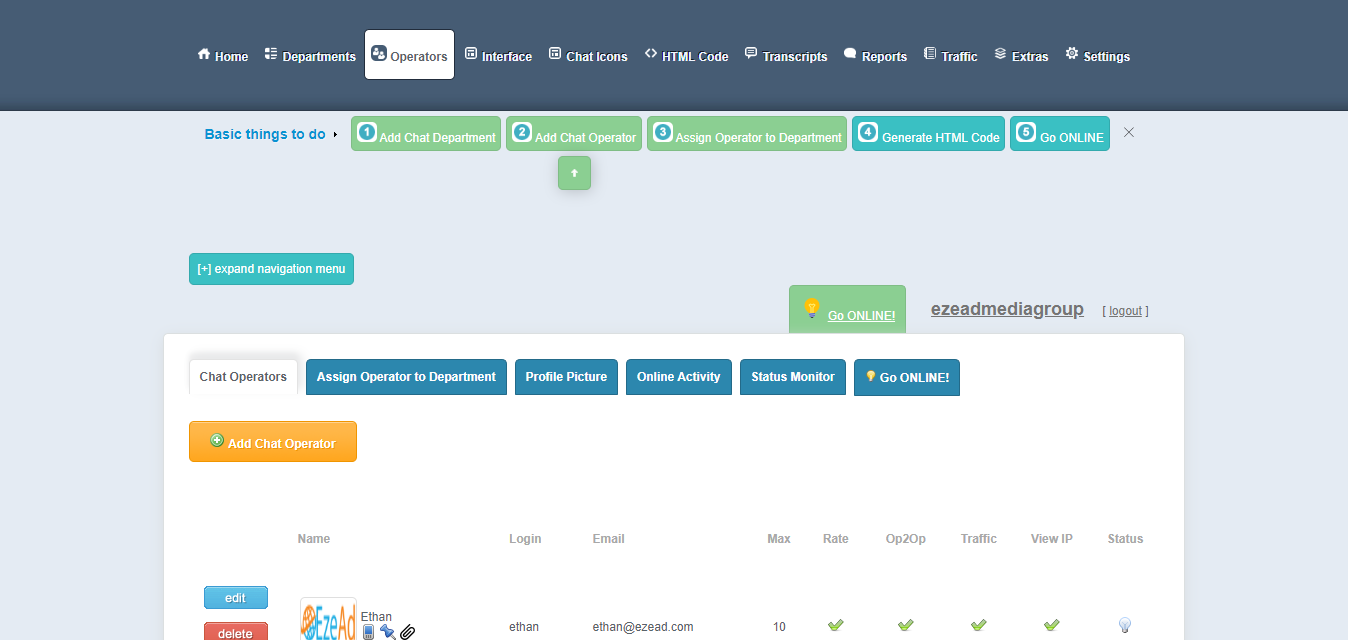 Home Departments Operators Interface Chat Icons HTML Code Transcripts Reports Traffic Extras Settings
Basic things to do 1 Add Chat Department 2 Add Chat Operator 3 Assign Operator to Department 4 Generate HTML Code 5 Go ONLINE
[+] expand navigation menu
Go ONLINE! ezeadmediagroup [ logout ]
Chat Operators Assign Operator to Department Profile Picture Online Activity Status Monitor Go ONLINE!
Add Chat Operator
Name Login Email Max Rate Op2Op Traffic View IP Status
edit
Ethan
EzeAd
ethan ethan@ezead.com 10
delete